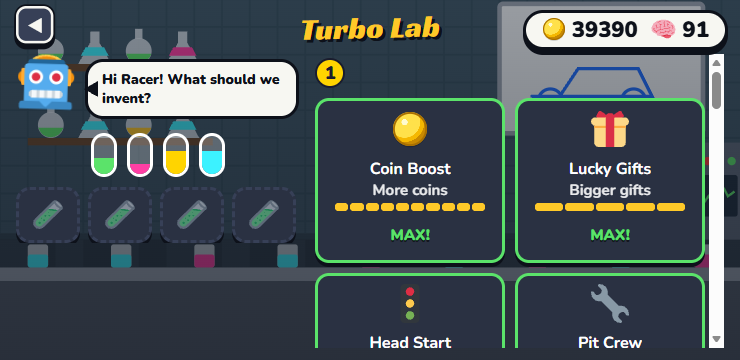 Turbo Lab
39390
91
Hi Racer! What should we
invent?
1
Coin Boost
More coins
MAX!
Lucky Gifts
Bigger gifts
MAX!
Head Start
Pit Crew